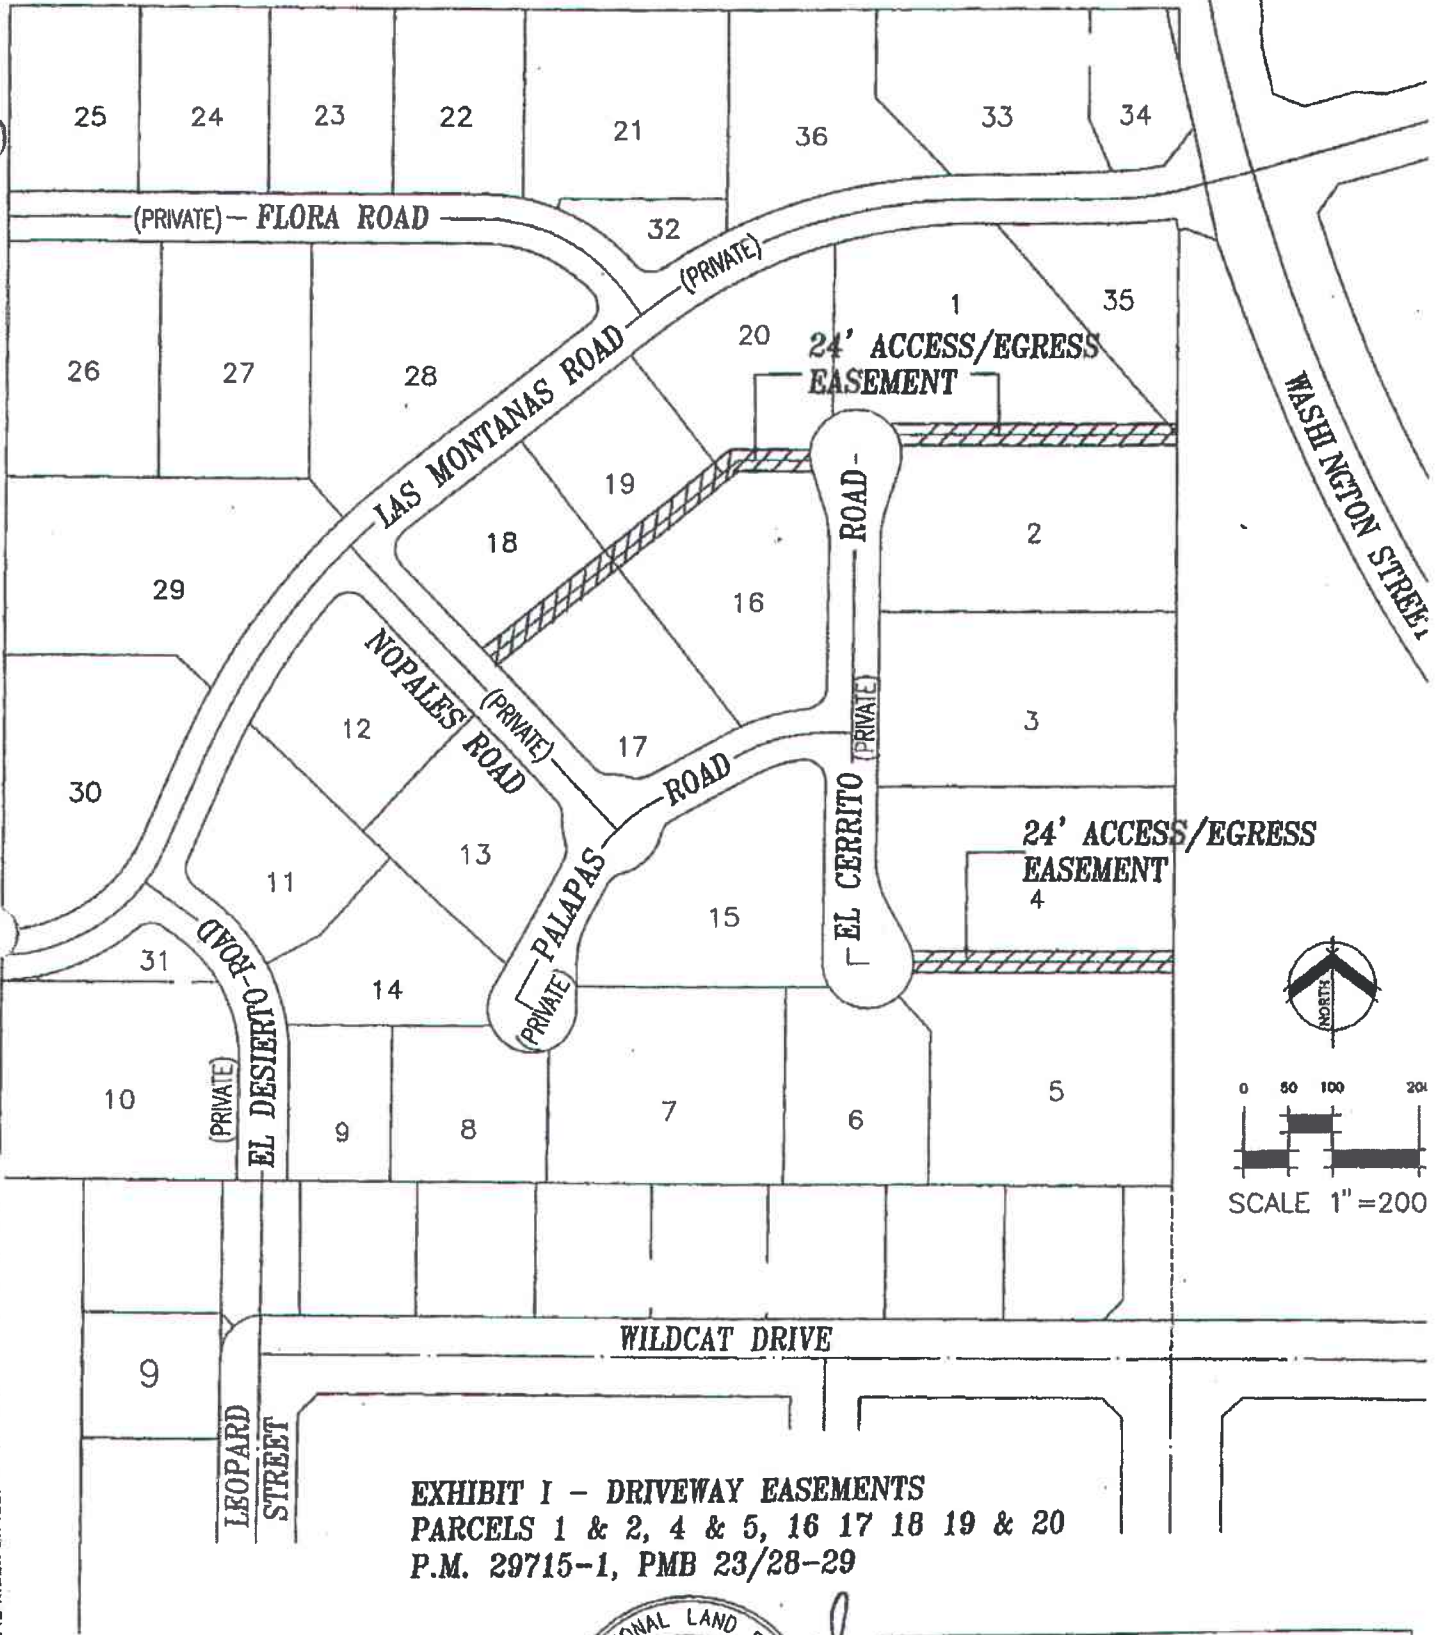 25
24
23
22
21
36
33
34
(PRIVATE) - FLORA ROAD
32
(PRIVATE)
26
27
28
20
1
35
24' ACCESS/EGRESS
EASEMENT
LAS MONTANAS ROAD
WASHINGTON STREET
19
18
ROAD
2
29
16
NOPALES ROAD
(PRIVATE)
12
17
ROAD
(PRIVATE)
3
30
13
11
PALAPAS
(PRIVATE)
15
EL CERRITO
24' ACCESS/EGRESS
EASEMENT
4
31
EL DESIERTO ROAD
(PRIVATE)
14
NORTH
10
9
8
7
6
5
0 50 100
SCALE 1"=200
WILDCAT DRIVE
9
LEOPARD
STREET
EXHIBIT I - DRIVEWAY EASEMENTS
PARCELS 1 & 2, 4 & 5, 16 17 18 19 & 20
P.M. 29715-1, PMB 23/28-29
LAND